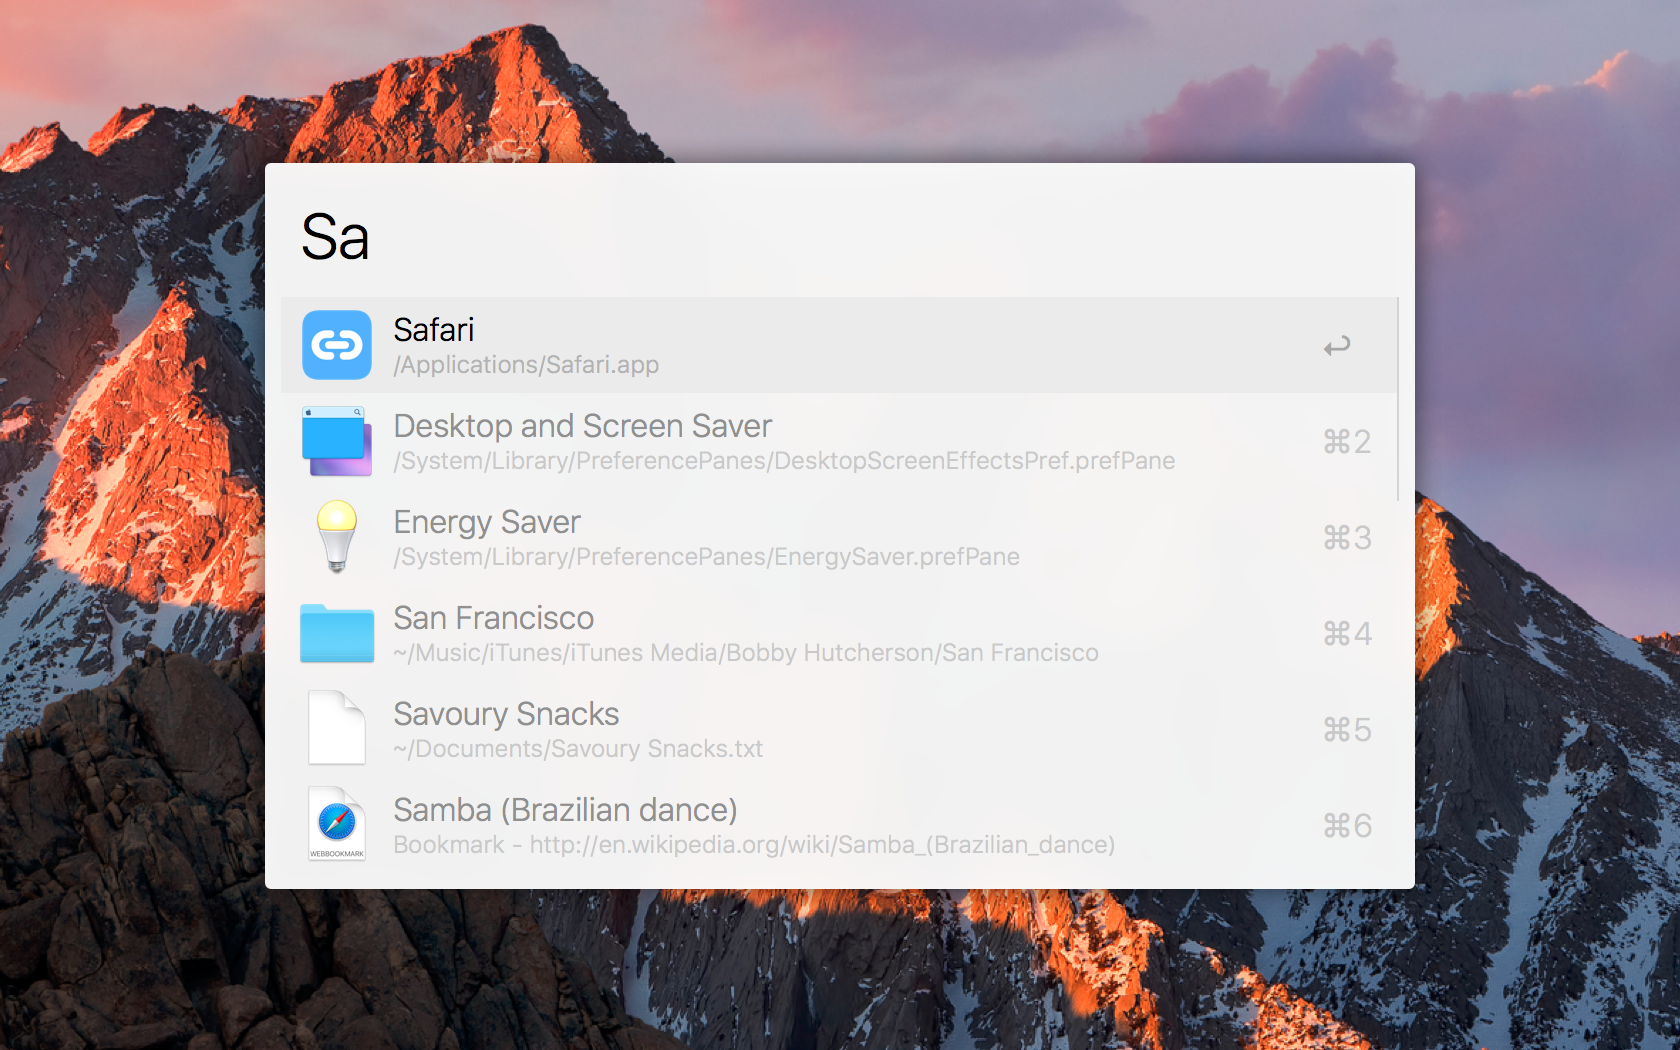 Sa
Safari
/Applications/Safari.app
↩
Desktop and Screen Saver
/System/Library/PreferencePanes/DesktopScreenEffectsPref.prefPane
⌘2
Energy Saver
/System/Library/PreferencePanes/EnergySaver.prefPane
⌘3
San Francisco
~/Music/iTunes/iTunes Media/Bobby Hutcherson/San Francisco
⌘4
Savoury Snacks
~/Documents/Savoury Snacks.txt
⌘5
WEBBOOKMARK
Samba (Brazilian dance)
Bookmark - http://en.wikipedia.org/wiki/Samba_(Brazilian_dance)
⌘6